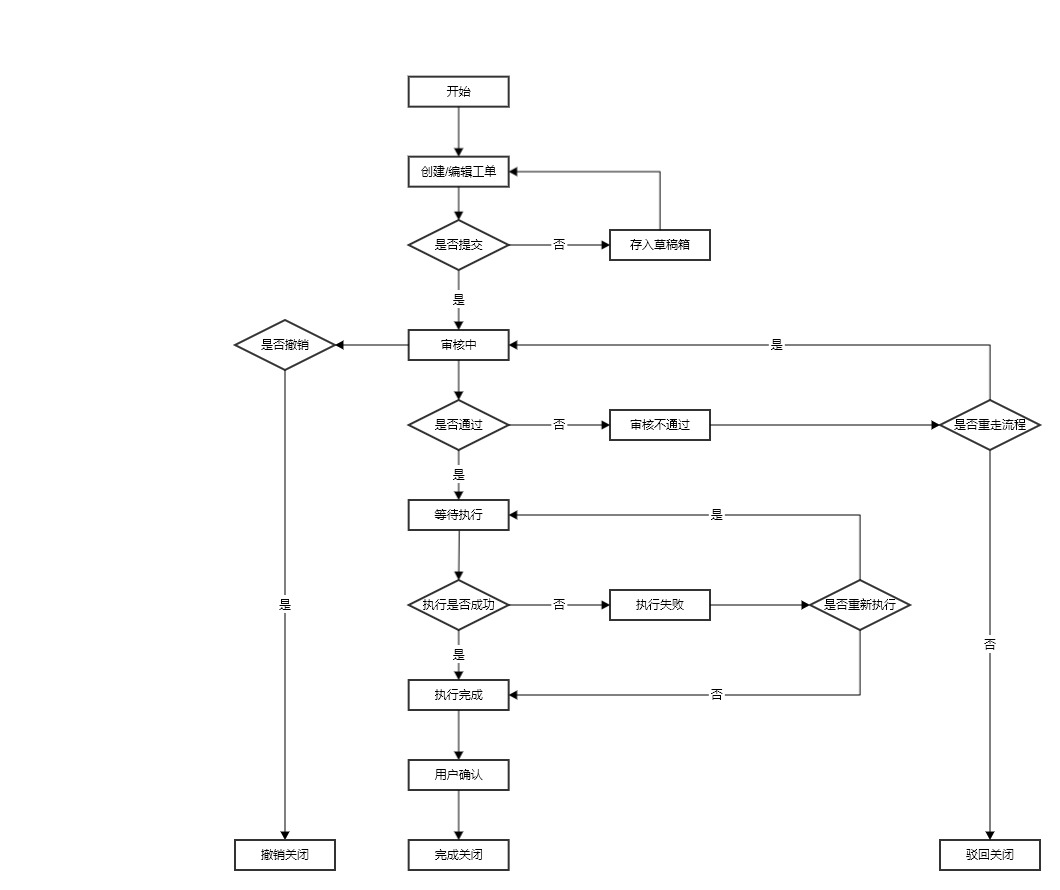 开始
创建/编辑工单
是否提交
否
存入草稿箱
是
是否撤销
审核中
是
是否通过
否
审核不通过
是否重走流程
是
等待执行
是
执行是否成功
否
执行失败
是否重新执行
是
否
是
执行完成
否
用户确认
撤销关闭
完成关闭
驳回关闭